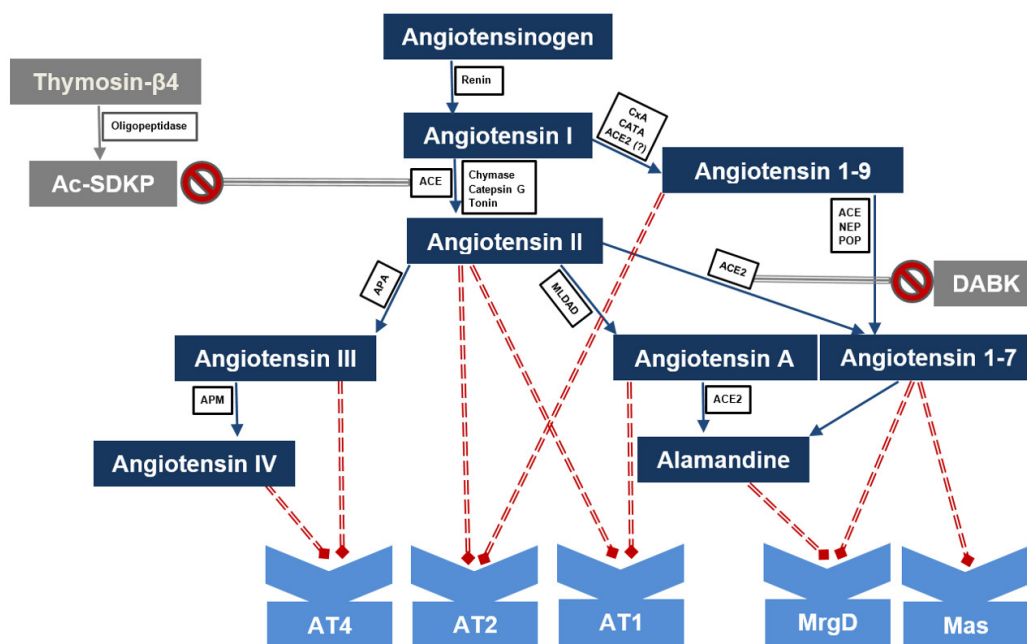 Angiotensinogen
Thymosin-β4
Renin
Oligopeptidase
Angiotensin I
CxA
CATA
ACE2 (?)
Ac-SDKP
ACE
Chymase
Catepsin G
Tonin
Angiotensin 1-9
ACE
NEP
POP
Angiotensin II
ACE2
DABK
APA
MLDAD
Angiotensin III
Angiotensin A
Angiotensin 1-7
APM
ACE2
Angiotensin IV
Alamandine
AT4
AT2
AT1
MrgD
Mas